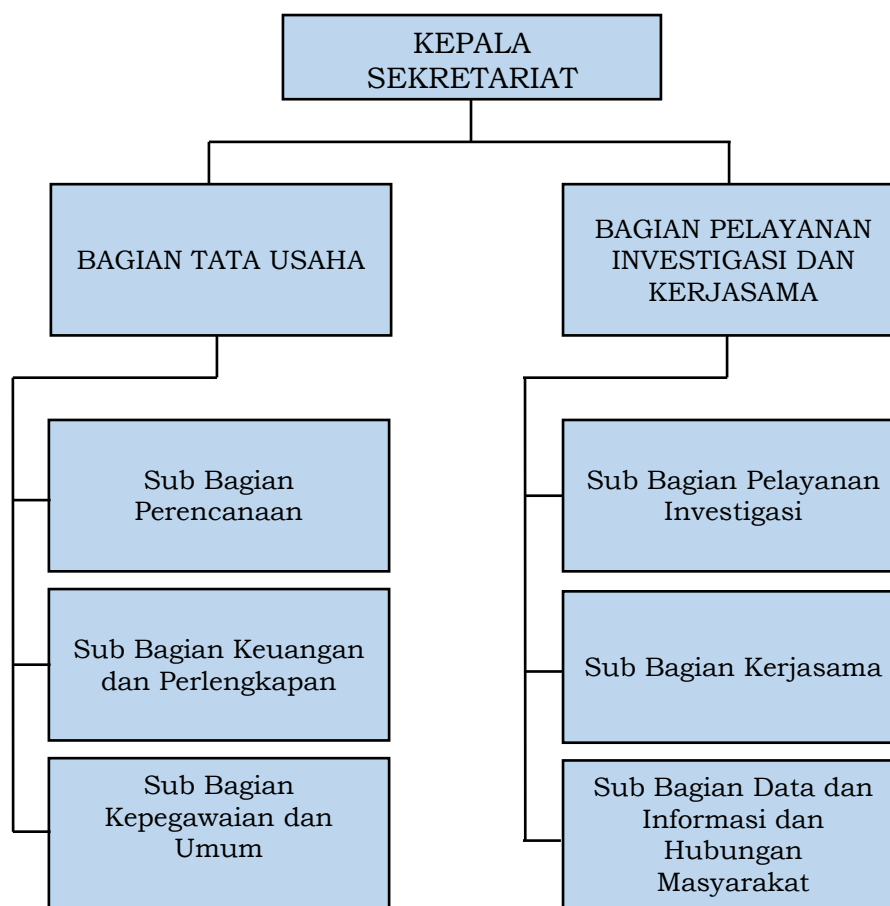 KEPALA
SEKRETARIAT
BAGIAN TATA USAHA
BAGIAN PELAYANAN
INVESTIGASI DAN
KERJASAMA
Sub Bagian
Perencanaan
Sub Bagian Keuangan
dan Perlengkapan
Sub Bagian
Kepegawaian dan
Umum
Sub Bagian Pelayanan
Investigasi
Sub Bagian Kerjasama
Sub Bagian Data dan
Informasi dan
Hubungan
Masyarakat